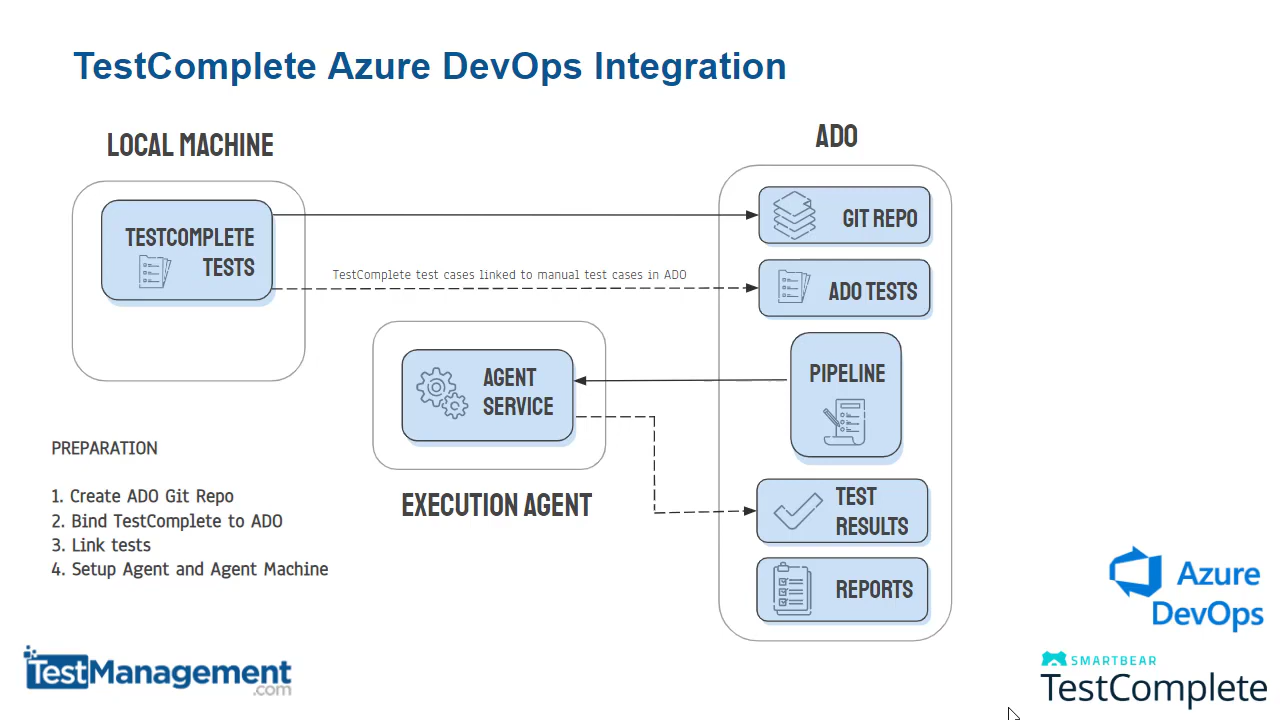 TestComplete Azure DevOps Integration
LOCAL MACHINE
ADO
TESTCOMPLETE
TESTS
GIT REPO
TestComplete test cases linked to manual test cases in ADO
ADO TESTS
AGENT
SERVICE
PIPELINE
EXECUTION AGENT
TEST
RESULTS
REPORTS
PREPARATION
1. Create ADO Git Repo
2. Bind TestComplete to ADO
3. Link tests
4. Setup Agent and Agent Machine
TestManagement
.com
Azure
DevOps
SMARTBEAR
TestComplete